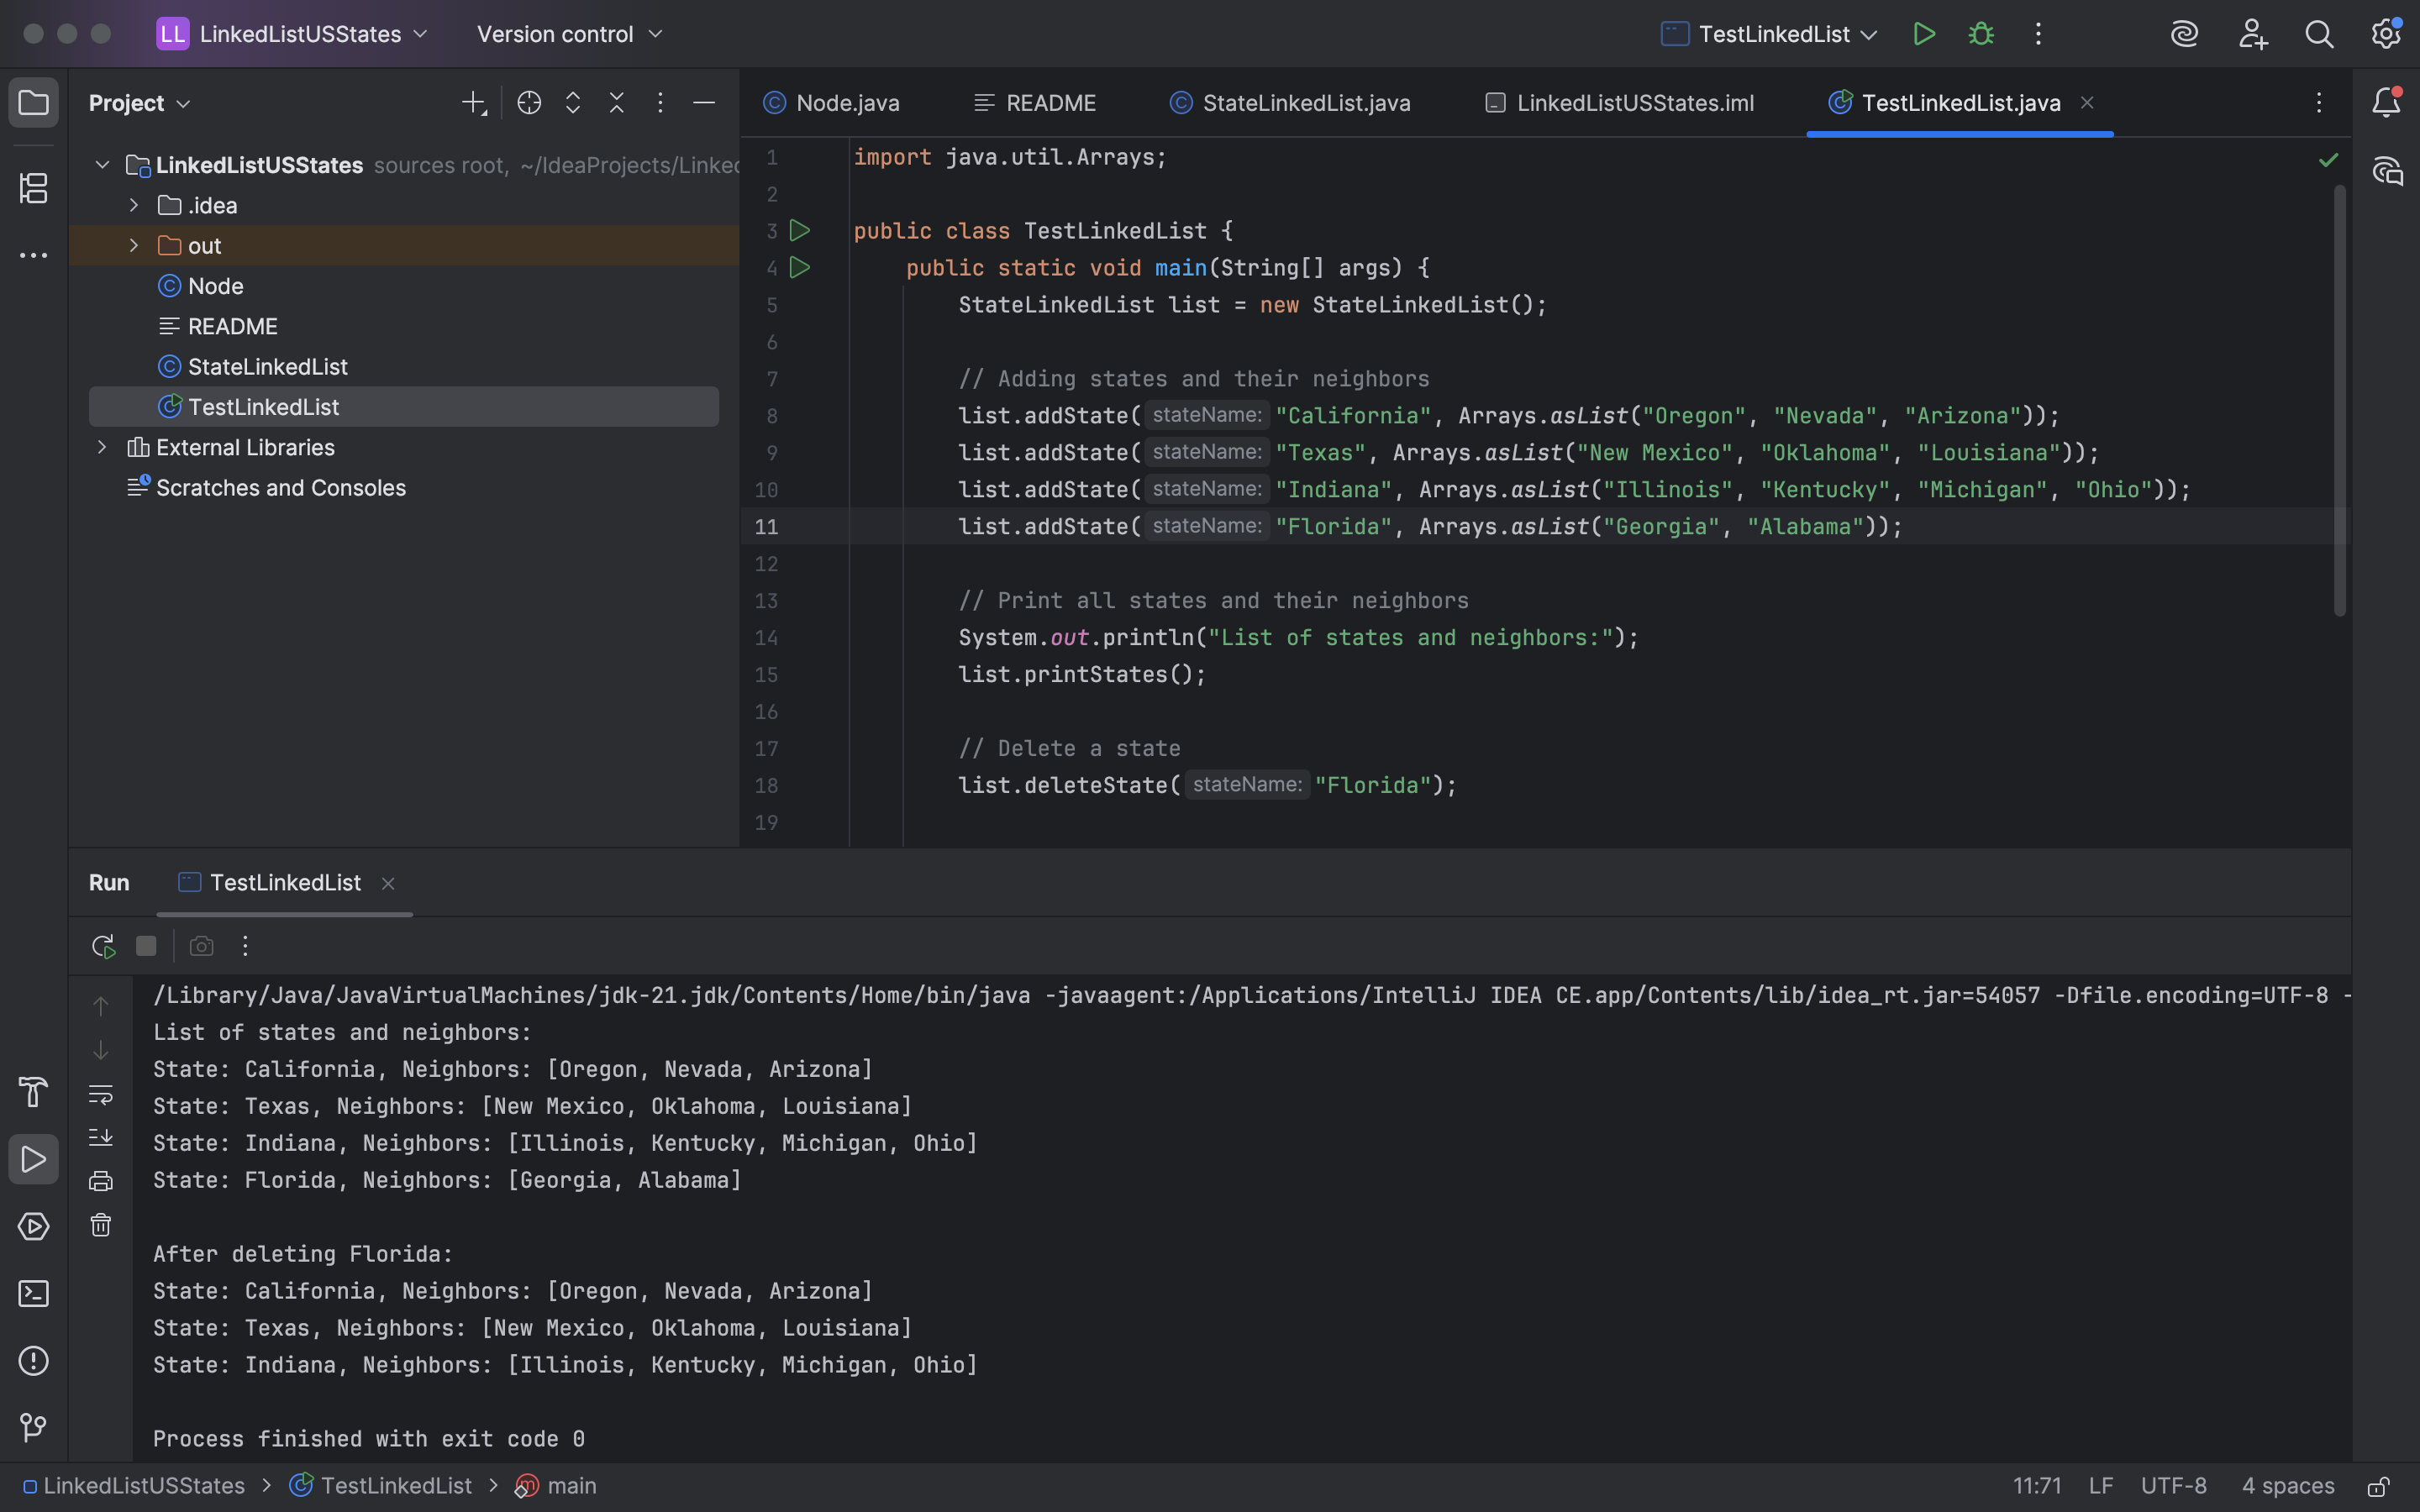 LL LinkedListUSStates Version control TestLinkedList
Project
LinkedListUSStates sources root, ~/IdeaProjects/Linked
.idea
out
Node
README
StateLinkedList
TestLinkedList
External Libraries
Scratches and Consoles
Node.java README StateLinkedList.java LinkedListUSStates.iml TestLinkedList.java
1 import java.util.Arrays;
2
3 public class TestLinkedList {
4 public static void main(String[] args) {
5 StateLinkedList list = new StateLinkedList();
6
7 // Adding states and their neighbors
8 list.addState( stateName: "California", Arrays.asList("Oregon", "Nevada", "Arizona"));
9 list.addState( stateName: "Texas", Arrays.asList("New Mexico", "Oklahoma", "Louisiana"));
10 list.addState( stateName: "Indiana", Arrays.asList("Illinois", "Kentucky", "Michigan", "Ohio"));
11 list.addState( stateName: "Florida", Arrays.asList("Georgia", "Alabama"));
12
13 // Print all states and their neighbors
14 System.out.println("List of states and neighbors:");
15 list.printStates();
16
17 // Delete a state
18 list.deleteState( stateName: "Florida");
19
Run TestLinkedList
/Library/Java/JavaVirtualMachines/jdk-21.jdk/Contents/Home/bin/java -javaagent:/Applications/IntelliJ IDEA CE.app/Contents/lib/idea_rt.jar=54057 -Dfile.encoding=UTF-8 -
List of states and neighbors:
State: California, Neighbors: [Oregon, Nevada, Arizona]
State: Texas, Neighbors: [New Mexico, Oklahoma, Louisiana]
State: Indiana, Neighbors: [Illinois, Kentucky, Michigan, Ohio]
State: Florida, Neighbors: [Georgia, Alabama]
After deleting Florida:
State: California, Neighbors: [Oregon, Nevada, Arizona]
State: Texas, Neighbors: [New Mexico, Oklahoma, Louisiana]
State: Indiana, Neighbors: [Illinois, Kentucky, Michigan, Ohio]
Process finished with exit code 0
LinkedListUSStates > TestLinkedList > main 11:71 LF UTF-8 4 spaces